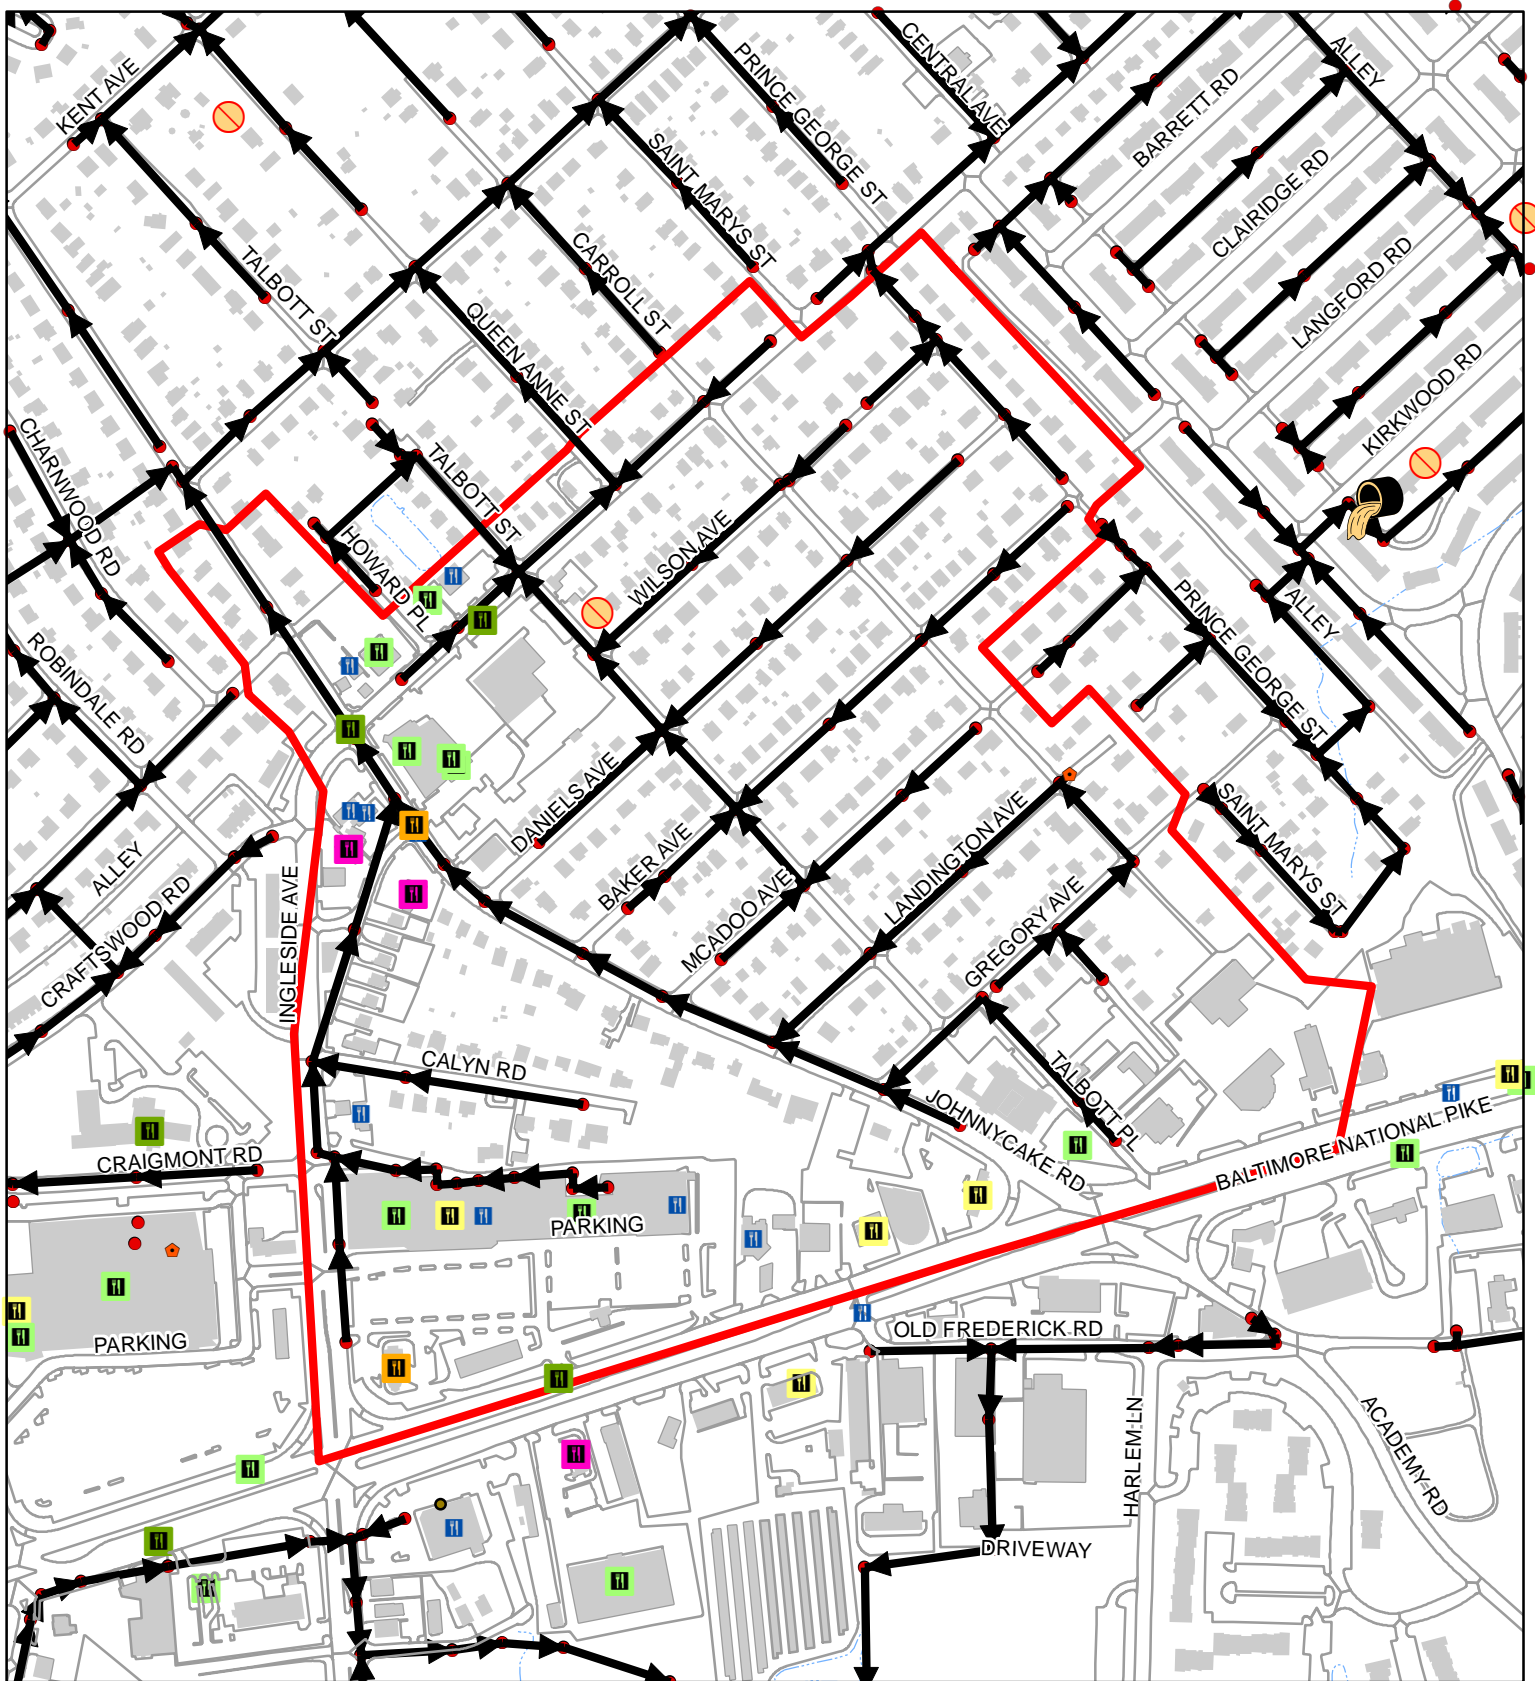 KENT AVE
PRINCE GEORGE ST
CENTRAL AVE
ALLEY
BARRETT RD
SAINT MARYS ST
CLAIRIDGE RD
TALBOTT ST
CARROLL ST
LANGFORD RD
QUEEN ANNE ST
KIRKWOOD RD
CHARNWOOD RD
TALBOTT ST
HOWARD PL
WILSON AVE
PRINCE GEORGE ST
ALLEY
ROBINDALE RD
DANIELS AVE
BAKER AVE
SAINT MARYS ST
LANDINGTON AVE
ALLEY
MCADOO AVE
GREGORY AVE
CRAFTSWOOD RD
INGLESIDE AVE
CALYN RD
TALBOTT PL
JOHNNYCAKE RD
BALTIMORE NATIONAL PIKE
CRAIGMONT RD
PARKING
PARKING
OLD FREDERICK RD
HARLEM LN
ACADEMY RD
DRIVEWAY